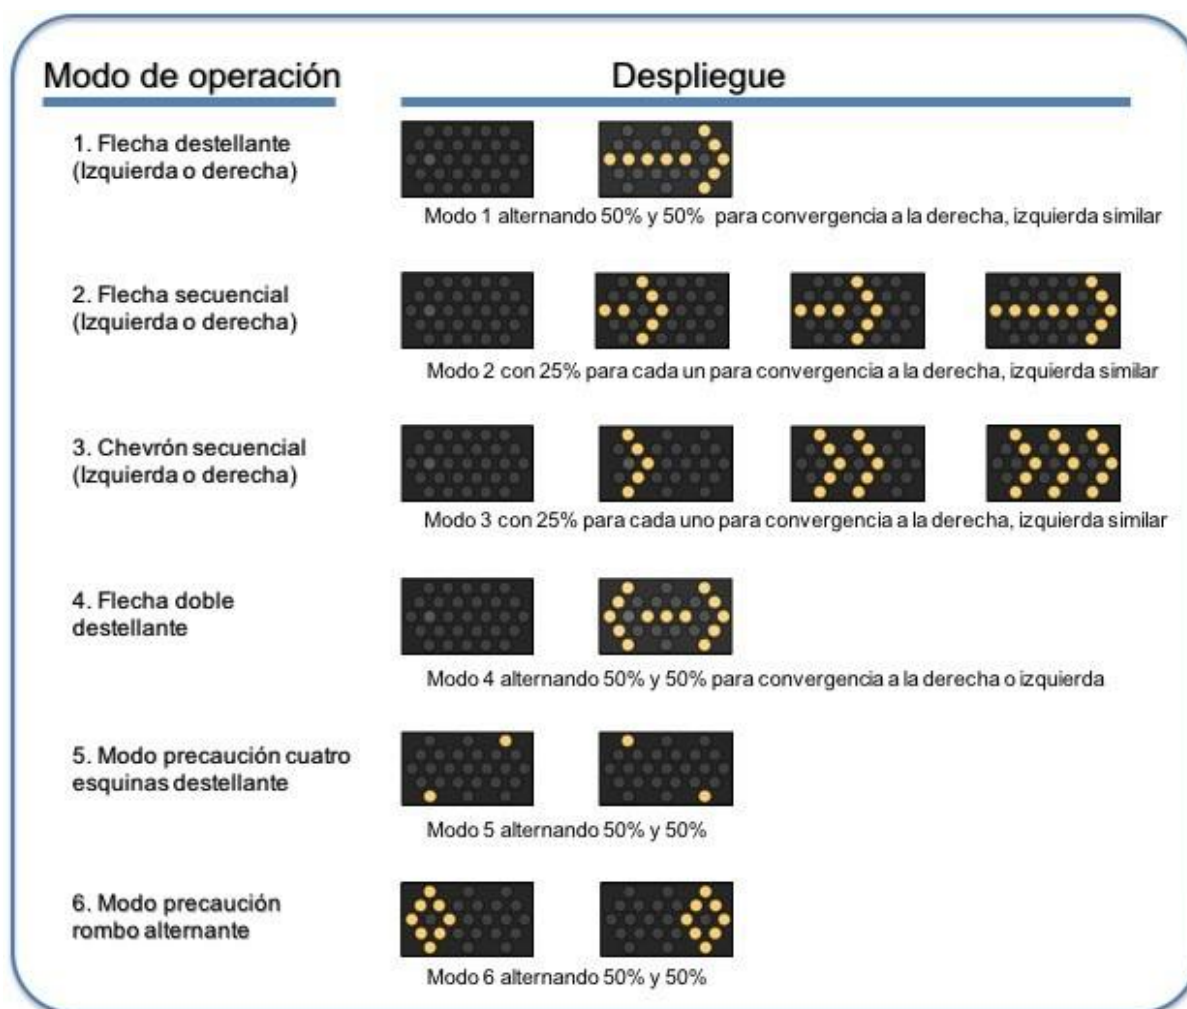 Modo de operación
Despliegue
1. Flecha destellante
(Izquierda o derecha)
Modo 1 alternando 50% y 50% para convergencia a la derecha, izquierda similar
2. Flecha secuencial
(Izquierda o derecha)
Modo 2 con 25% para cada un para convergencia a la derecha, izquierda similar
3. Chevrón secuencial
(Izquierda o derecha)
Modo 3 con 25% para cada uno para convergencia a la derecha, izquierda similar
4. Flecha doble
destellante
Modo 4 alternando 50% y 50% para convergencia a la derecha o izquierda
5. Modo precaución cuatro
esquinas destellante
Modo 5 alternando 50% y 50%
6. Modo precaución
rombo alternante
Modo 6 alternando 50% y 50%